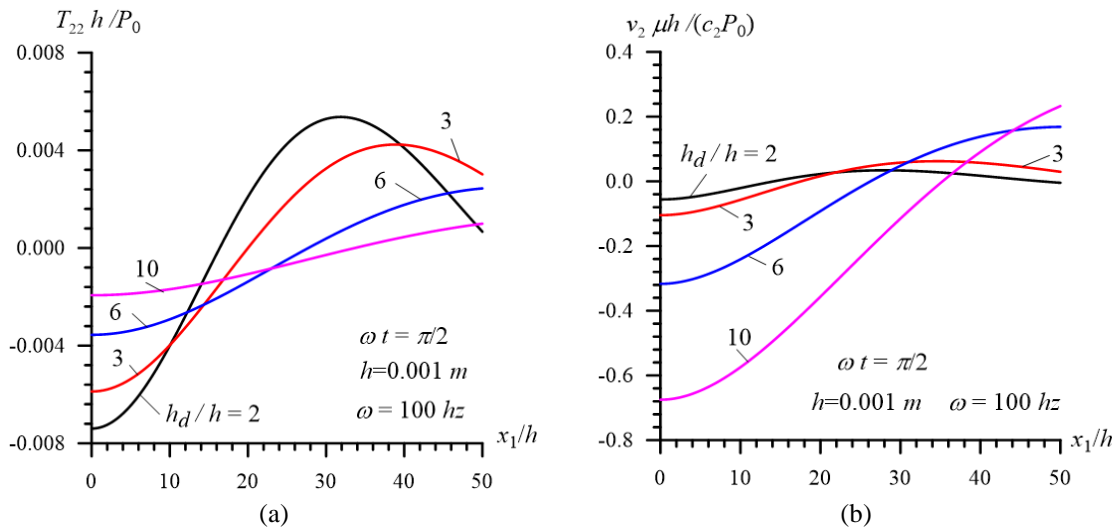 T₂₂ h /P₀
0.008
0.004
0.000
-0.004
-0.008
3
6
10
6
3
h_d / h = 2
ω t = π/2
h=0.001 m
ω = 100 hz
x₁/h
0 10 20 30 40 50
(a)
v₂ μh /(c₂P₀)
0.4
0.2
0.0
-0.2
-0.4
-0.6
-0.8
h_d / h = 2
3
3
6
10
ω t = π/2
h=0.001 m ω = 100 hz
x₁/h
0 10 20 30 40 50
(b)